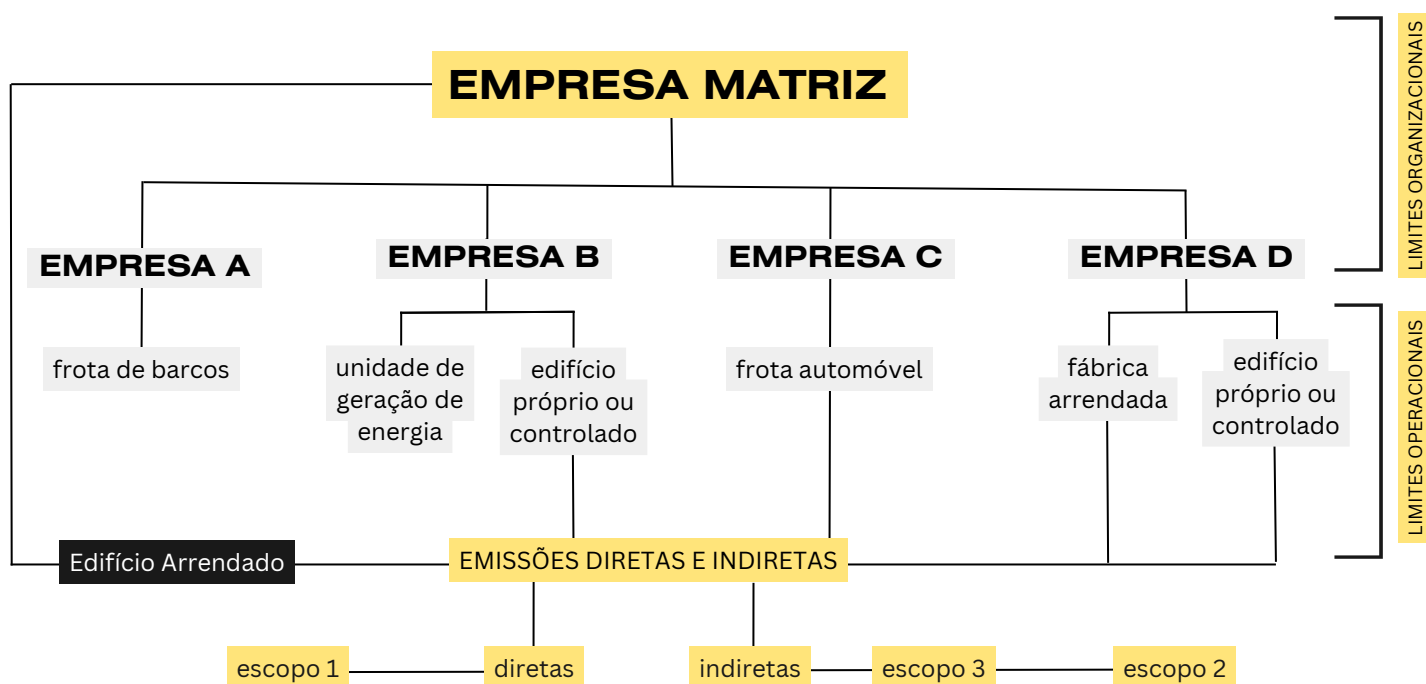 EMPRESA MATRIZ
LIMITES ORGANIZACIONAIS
EMPRESA A
EMPRESA B
EMPRESA C
EMPRESA D
frota de barcos
unidade de
geração de
energia
edifício
próprio ou
controlado
frota automóvel
fábrica
arrendada
edifício
próprio ou
controlado
LIMITES OPERACIONAIS
Edifício Arrendado
EMISSÕES DIRETAS E INDIRETAS
escopo 1
diretas
indiretas
escopo 3
escopo 2